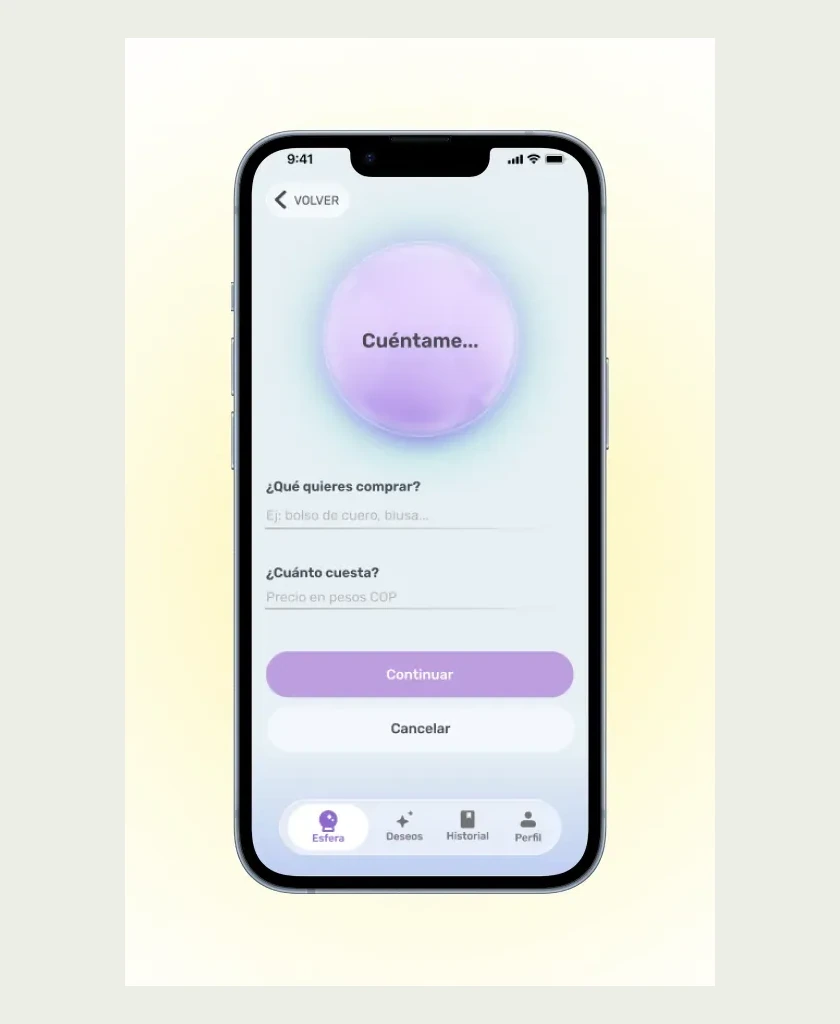 9:41
VOLVER
Cuéntame...
¿Qué quieres comprar?
Ej: bolso de cuero, blusa...
¿Cuánto cuesta?
Precio en pesos COP
Continuar
Cancelar
Esfera Deseos Historial Perfil